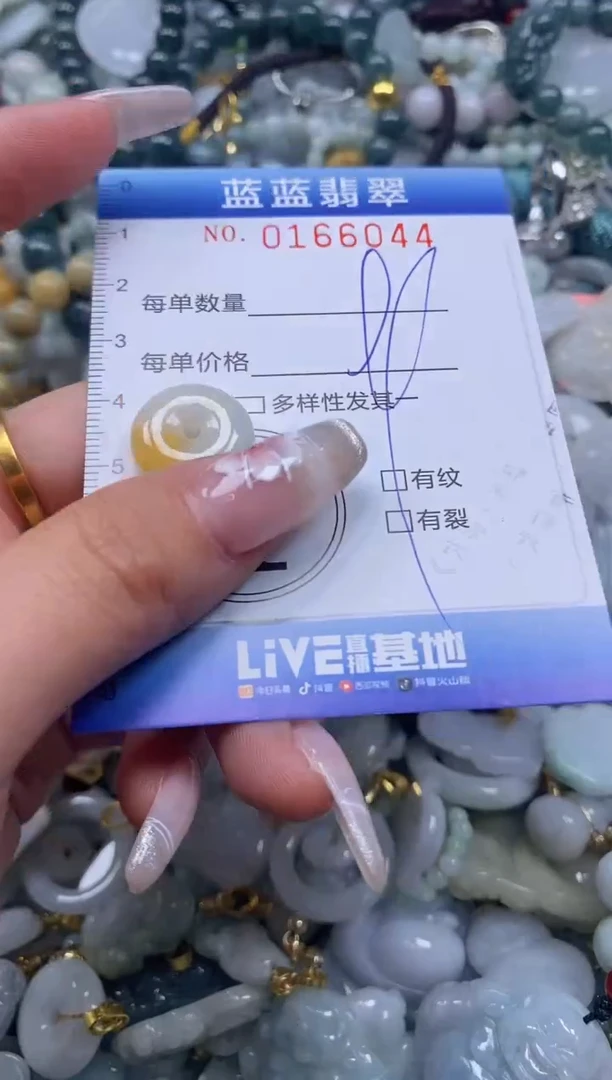 蓝蓝翡翠
NO. 0166044
0
1
2
每单数量
3
每单价格
4
多样性发其一
5
有纹
有裂
LiVE直播基地
今日头条 抖音 西瓜视频 抖音火山版